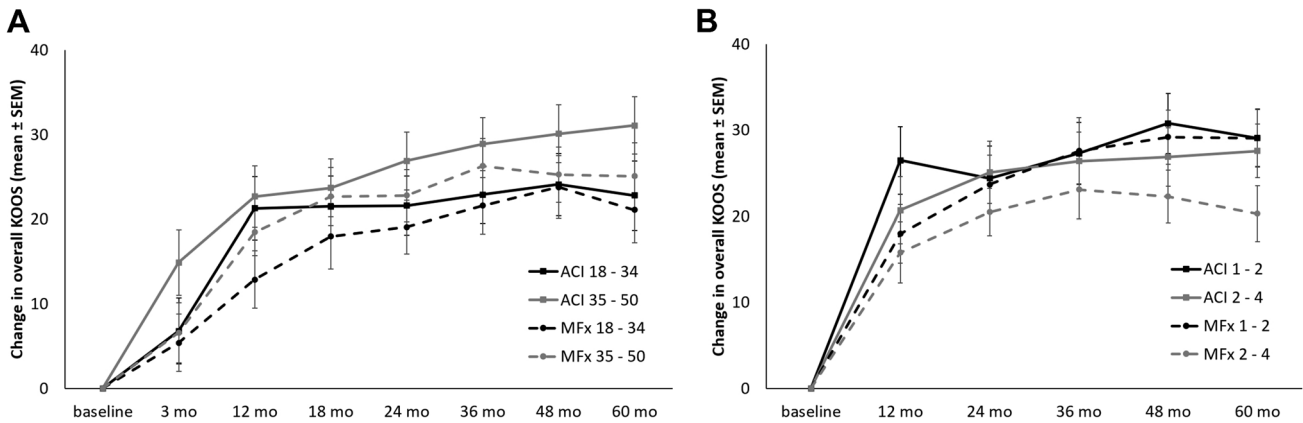 A
Change in overall KOOS (mean ± SEM)
40
30
20
10
0
baseline 3 mo 12 mo 18 mo 24 mo 36 mo 48 mo 60 mo
ACI 18 - 34
ACI 35 - 50
MFx 18 - 34
MFx 35 - 50
B
Change in overall KOOS (mean ± SEM)
40
30
20
10
0
baseline 12 mo 24 mo 36 mo 48 mo 60 mo
ACI 1 - 2
ACI 2 - 4
MFx 1 - 2
MFx 2 - 4